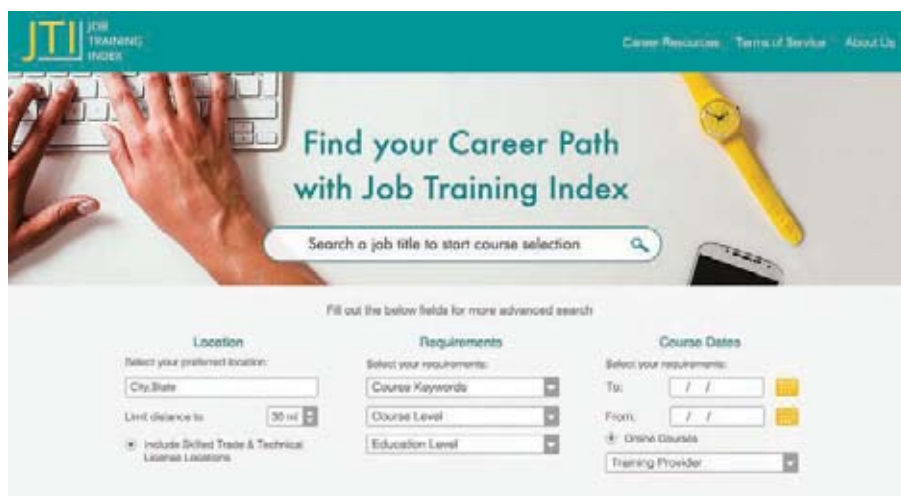 JTI
JOB
TRAINING
INDEX
Career Resources Terms of Service About Us
Find your Career Path
with Job Training Index
Search a job title to start course selection
Fill out the below fields for more advanced search
Location
Select your preferred location:
City,State
Limit distance to 30 mi
Include Skilled Trade & Technical
License Locations
Requirements
Select your requirements:
Course Keywords
Course Level
Education Level
Course Dates
Select your requirements:
To: / /
From: / /
Online Courses
Training Provider